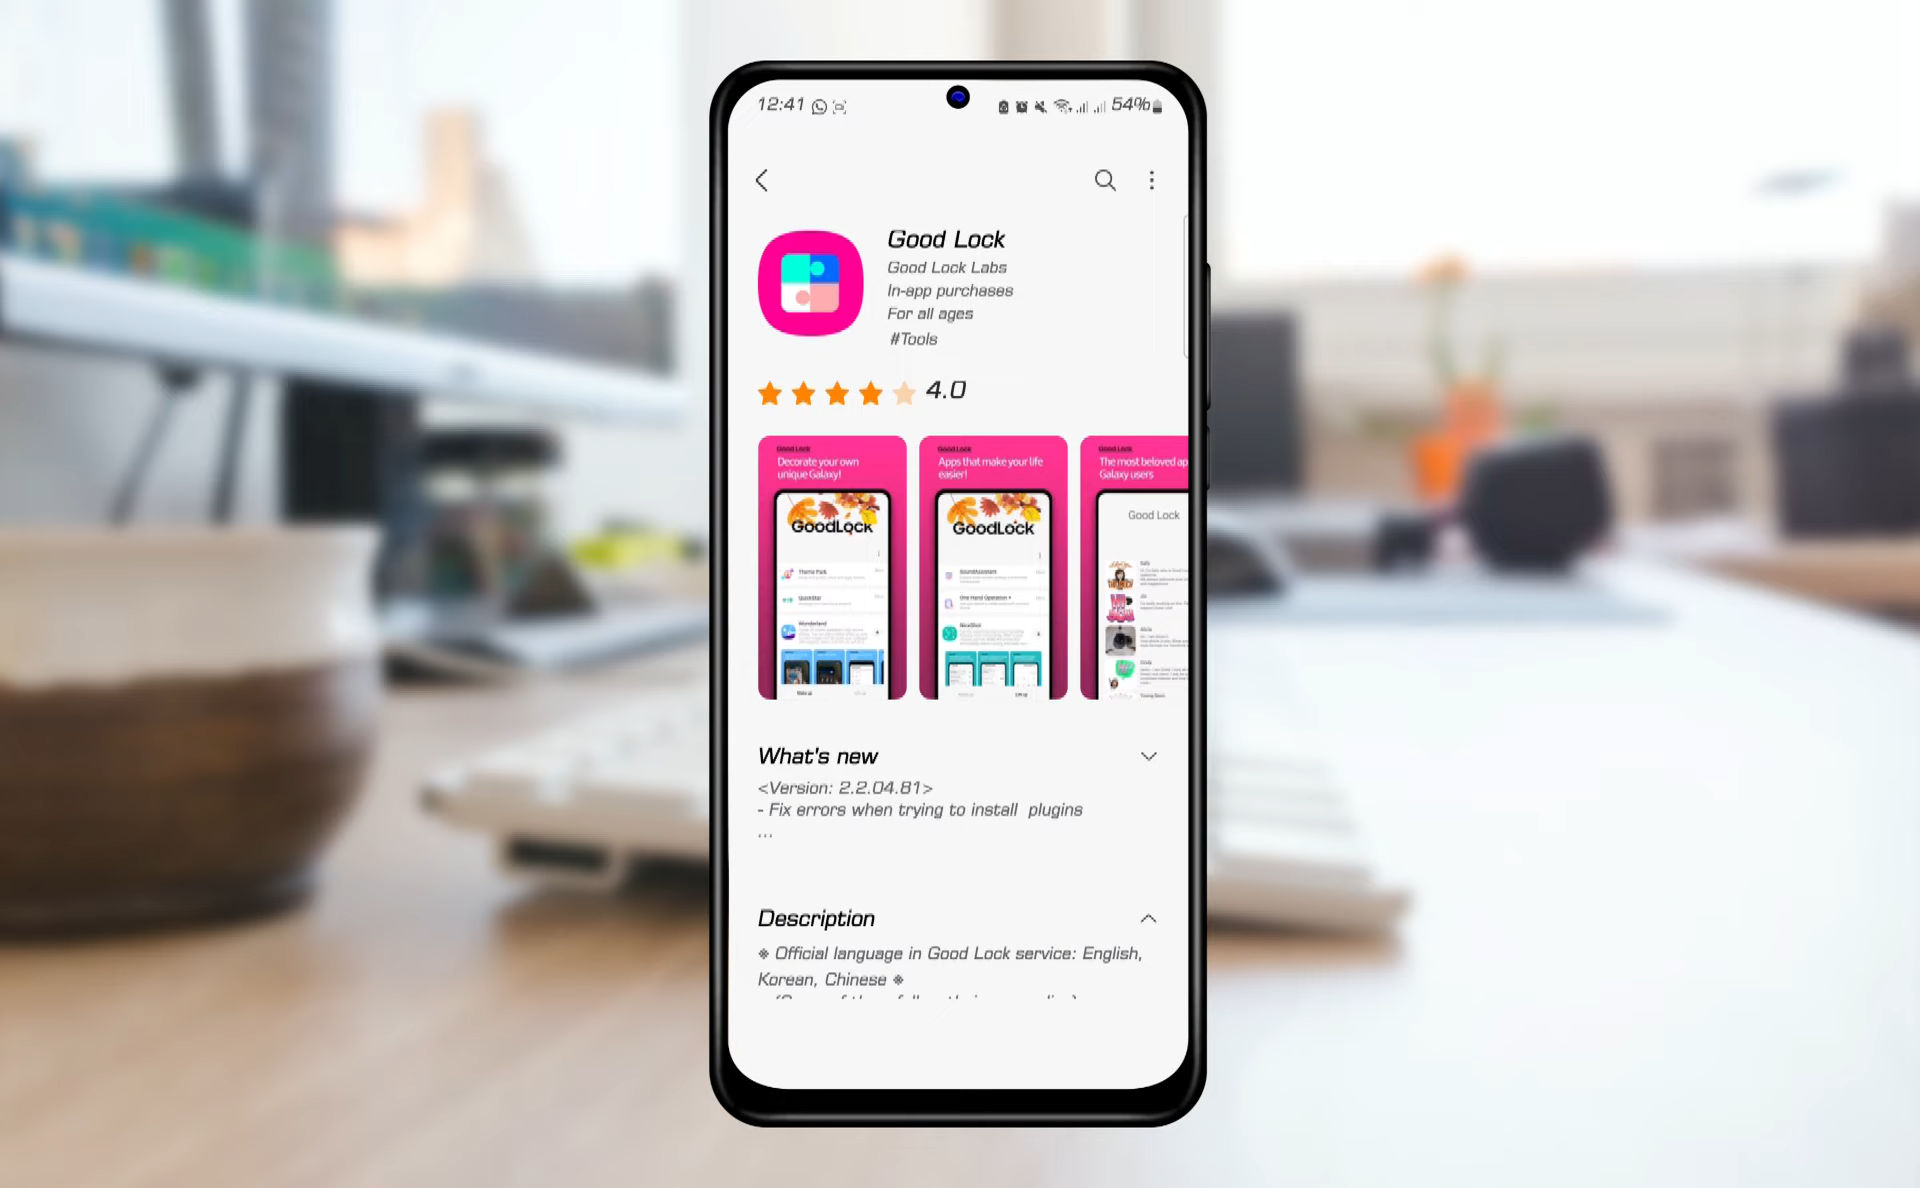 12:41
54%
Good Lock
Good Lock Labs
In-app purchases
For all ages
#Tools
4.0
Good Lock
Decorate your own
unique Galaxy!
GoodLock
Theme Park
QuickStar
Wonderland
Make up
Good Lock
Apps that make your life
easier!
GoodLock
SoundAssistant
One Hand Operation +
NiceShot
Life up
Good Lock
The most beloved ap
Galaxy users
Good Lock
What's new
<Version: 2.2.04.81>
- Fix errors when trying to install  plugins
...
Description
※ Official language in Good Lock service: English,
Korean, Chinese ※